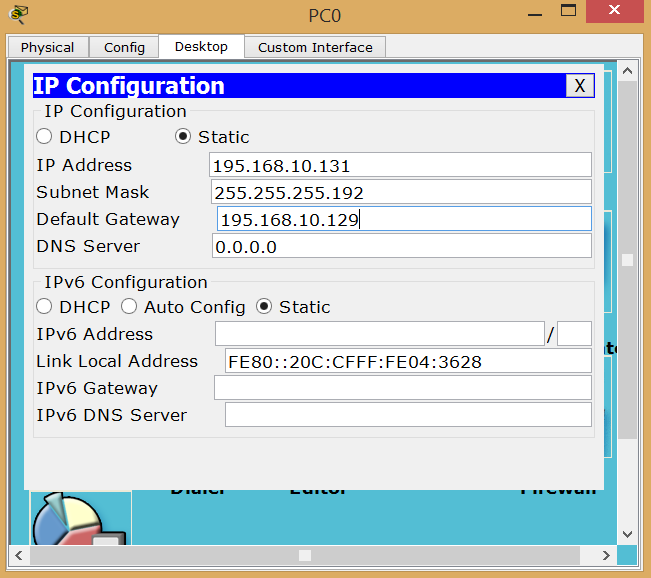 PC0
Physical Config Desktop Custom Interface
IP Configuration X
IP Configuration
DHCP Static
IP Address 195.168.10.131
Subnet Mask 255.255.255.192
Default Gateway 195.168.10.129
DNS Server 0.0.0.0
IPv6 Configuration
DHCP Auto Config Static
IPv6 Address /
Link Local Address FE80::20C:CFFF:FE04:3628
IPv6 Gateway
IPv6 DNS Server
Dialer Editor Firewall